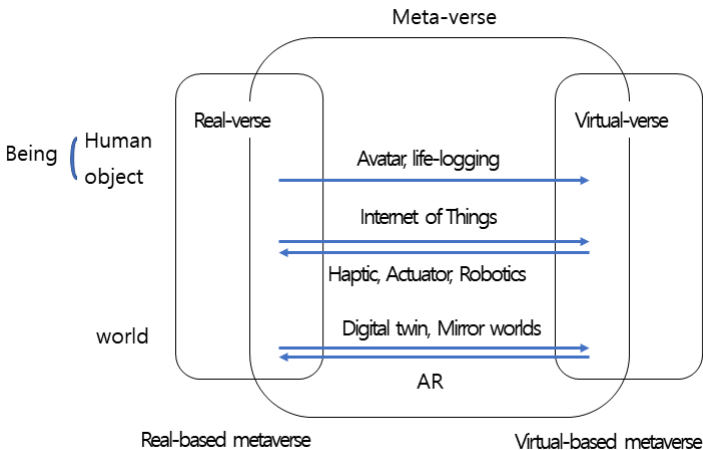 Meta-verse
Real-verse
Virtual-verse
Being
Human
object
Avatar, life-logging
Internet of Things
Haptic, Actuator, Robotics
world
Digital twin, Mirror worlds
AR
Real-based metaverse
Virtual-based metaverse